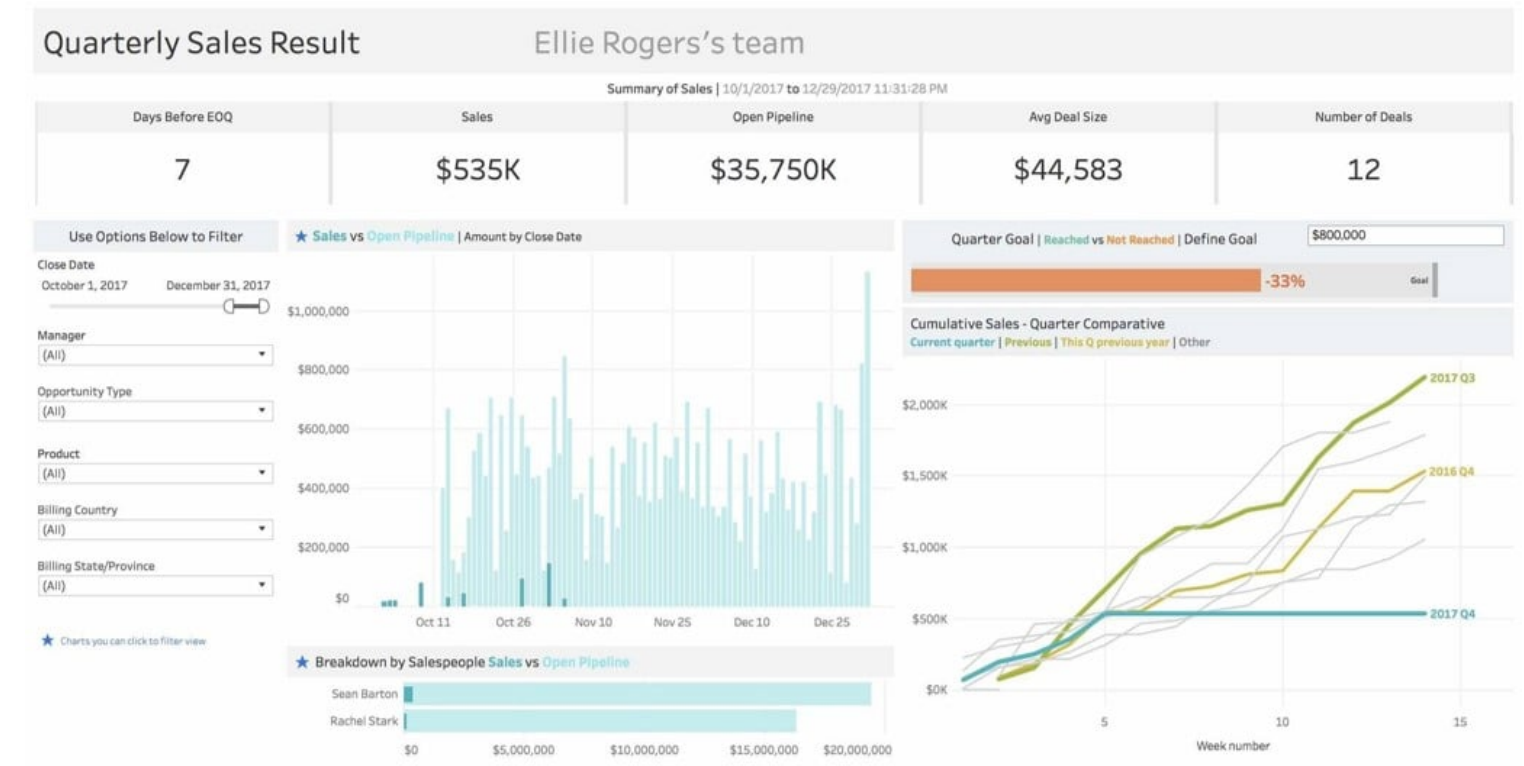 Quarterly Sales Result
Ellie Rogers's team
Summary of Sales | 10/1/2017 to 12/29/2017 11:31:28 PM
Days Before EOQ
Sales
Open Pipeline
Avg Deal Size
Number of Deals
7
$535K
$35,750K
$44,583
12
Use Options Below to Filter
Close Date
October 1, 2017
December 31, 2017
Manager
(All)
Opportunity Type
(All)
Product
(All)
Billing Country
(All)
Billing State/Province
(All)
Charts you can click to filter view
Sales vs Open Pipeline | Amount by Close Date
$1,000,000
$800,000
$600,000
$400,000
$200,000
$0
Oct 11
Oct 26
Nov 10
Nov 25
Dec 10
Dec 25
Breakdown by Salespeople Sales vs Open Pipeline
Sean Barton
Rachel Stark
$0
$5,000,000
$10,000,000
$15,000,000
$20,000,000
Quarter Goal | Reached vs Not Reached | Define Goal
$800,000
-33%
Goal
Cumulative Sales - Quarter Comparative
Current quarter | Previous | This Q previous year | Other
$2,000K
$1,500K
$1,000K
$500K
$0K
2017 Q3
2016 Q4
2017 Q4
5
10
15
Week number